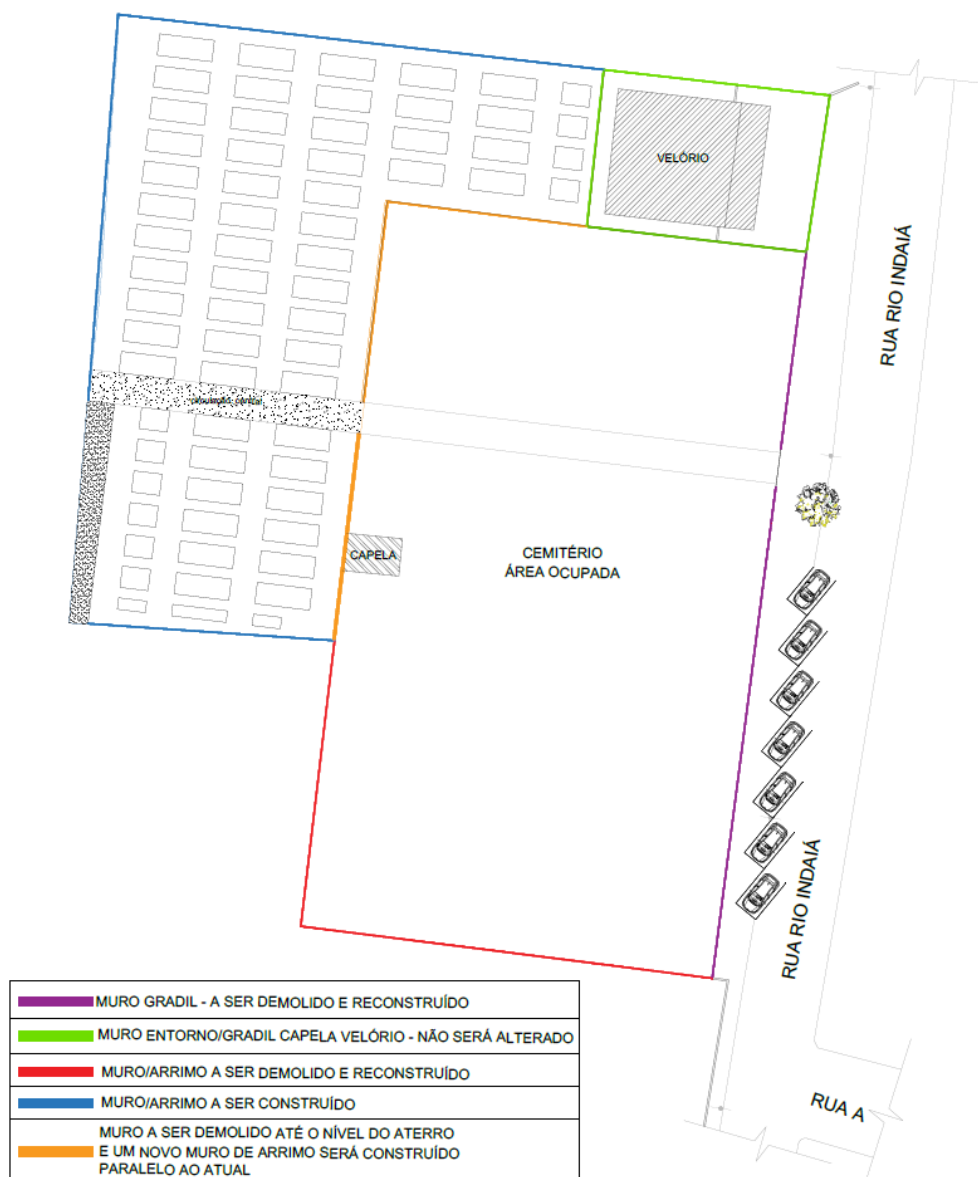 VELÓRIO
RUA RIO INDAIÁ
CAPELA
CEMITÉRIO
ÁREA OCUPADA
RUA RIO INDAIÁ
RUA A
MURO GRADIL - A SER DEMOLIDO E RECONSTRUÍDO
MURO ENTORNO/GRADIL CAPELA VELÓRIO - NÃO SERÁ ALTERADO
MURO/ARRIMO A SER DEMOLIDO E RECONSTRUÍDO
MURO/ARRIMO A SER CONSTRUÍDO
MURO A SER DEMOLIDO ATÉ O NÍVEL DO ATERRO
E UM NOVO MURO DE ARRIMO SERÁ CONSTRUÍDO
PARALELO AO ATUAL